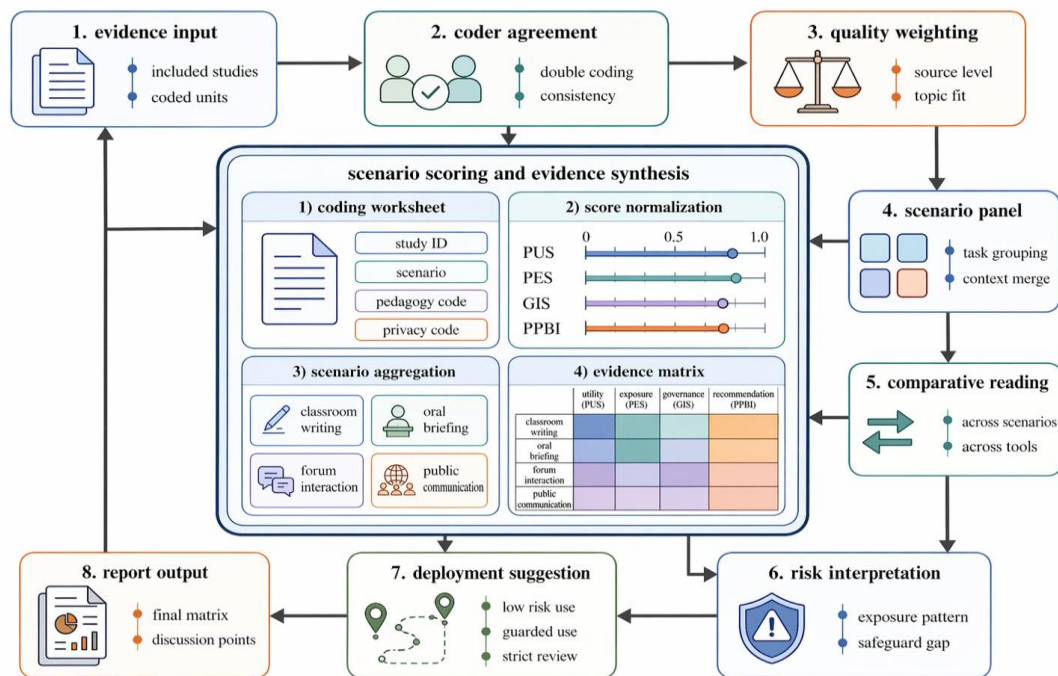 1. evidence input
included studies
coded units
2. coder agreement
double coding
consistency
3. quality weighting
source level
topic fit
scenario scoring and evidence synthesis
1) coding worksheet
study ID
scenario
pedagogy code
privacy code
2) score normalization
0 0.5 1.0
PUS
PES
GIS
PPBI
3) scenario aggregation
classroom
writing
oral
briefing
forum
interaction
public
communication
4) evidence matrix
utility exposure governance recommendation
(PUS) (PES) (GIS) (PPBI)
classroom
writing
oral
briefing
forum
interaction
public
communication
4. scenario panel
task grouping
context merge
5. comparative reading
across scenarios
across tools
8. report output
final matrix
discussion points
7. deployment suggestion
low risk use
guarded use
strict review
6. risk interpretation
exposure pattern
safeguard gap